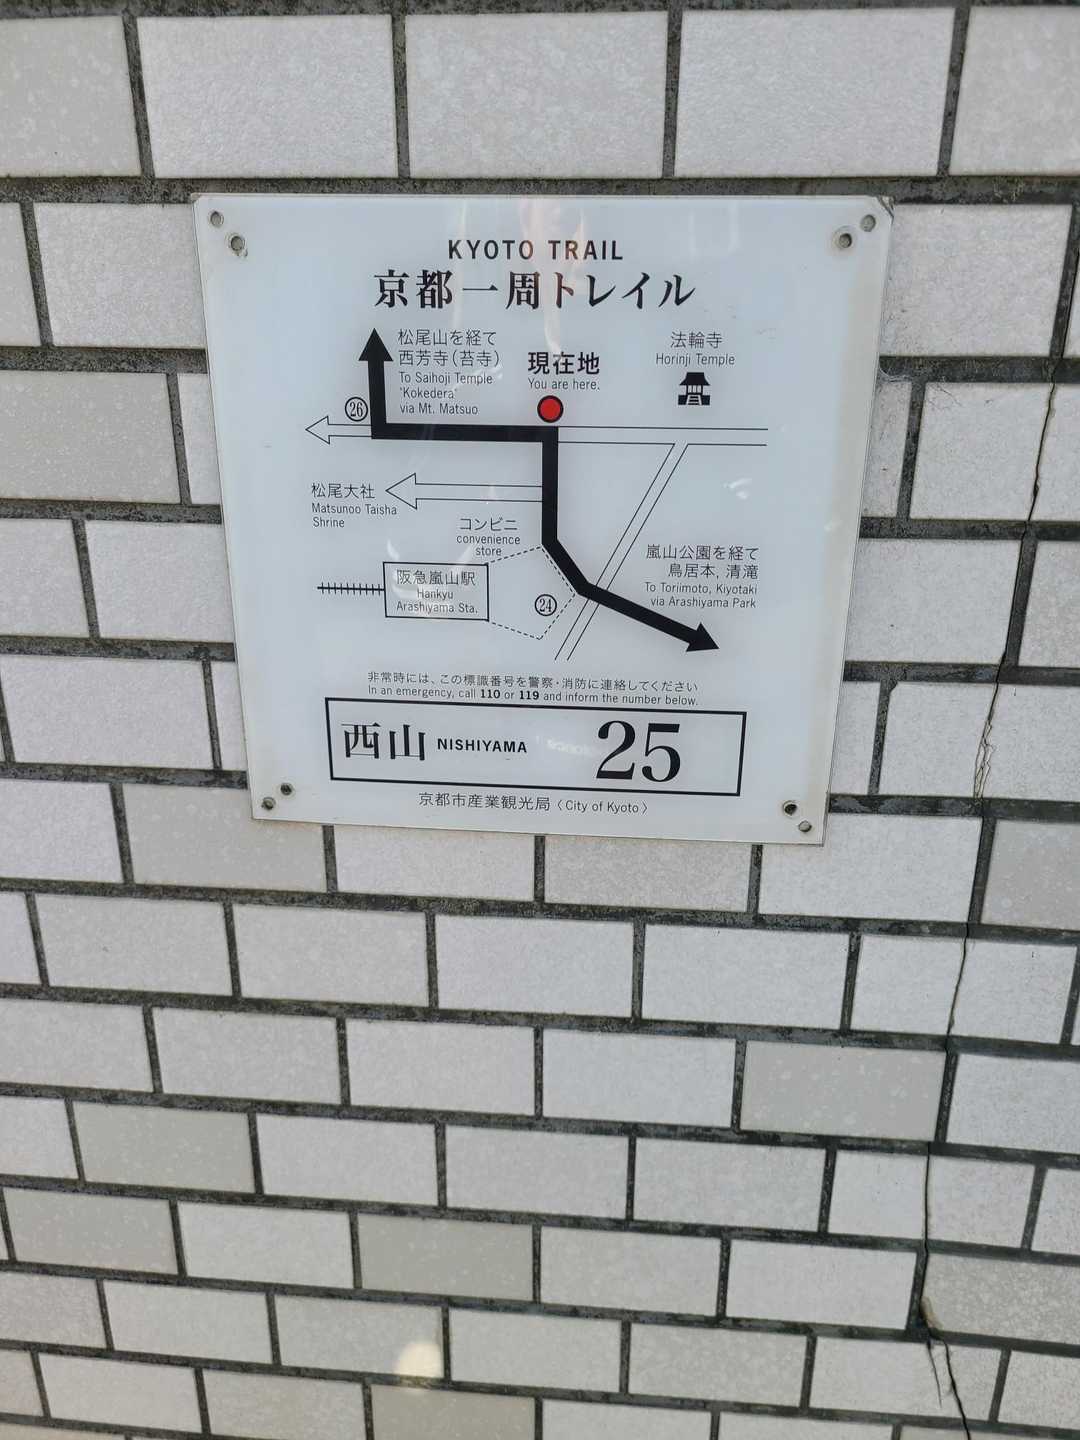 KYOTO TRAIL
京都一周トレイル
松尾山を経て
西芳寺(苔寺)
To Saihoji Temple
"Kokedera"
via Mt. Matsuo
現在地
You are here.
法輪寺
Horinji Temple
26
松尾大社
Matsunoo Taisha
Shrine
コンビニ
convenience
store
阪急嵐山駅
Hankyu
Arashiyama Sta.
24
嵐山公園を経て
鳥居本, 清滝
To Toriimoto, Kiyotaki
via Arashiyama Park
非常時には、この標識番号を警察・消防に連絡してください
In an emergency, call 110 or 119 and inform the number below.
西山 NISHIYAMA 25
京都市産業観光局〈City of Kyoto〉